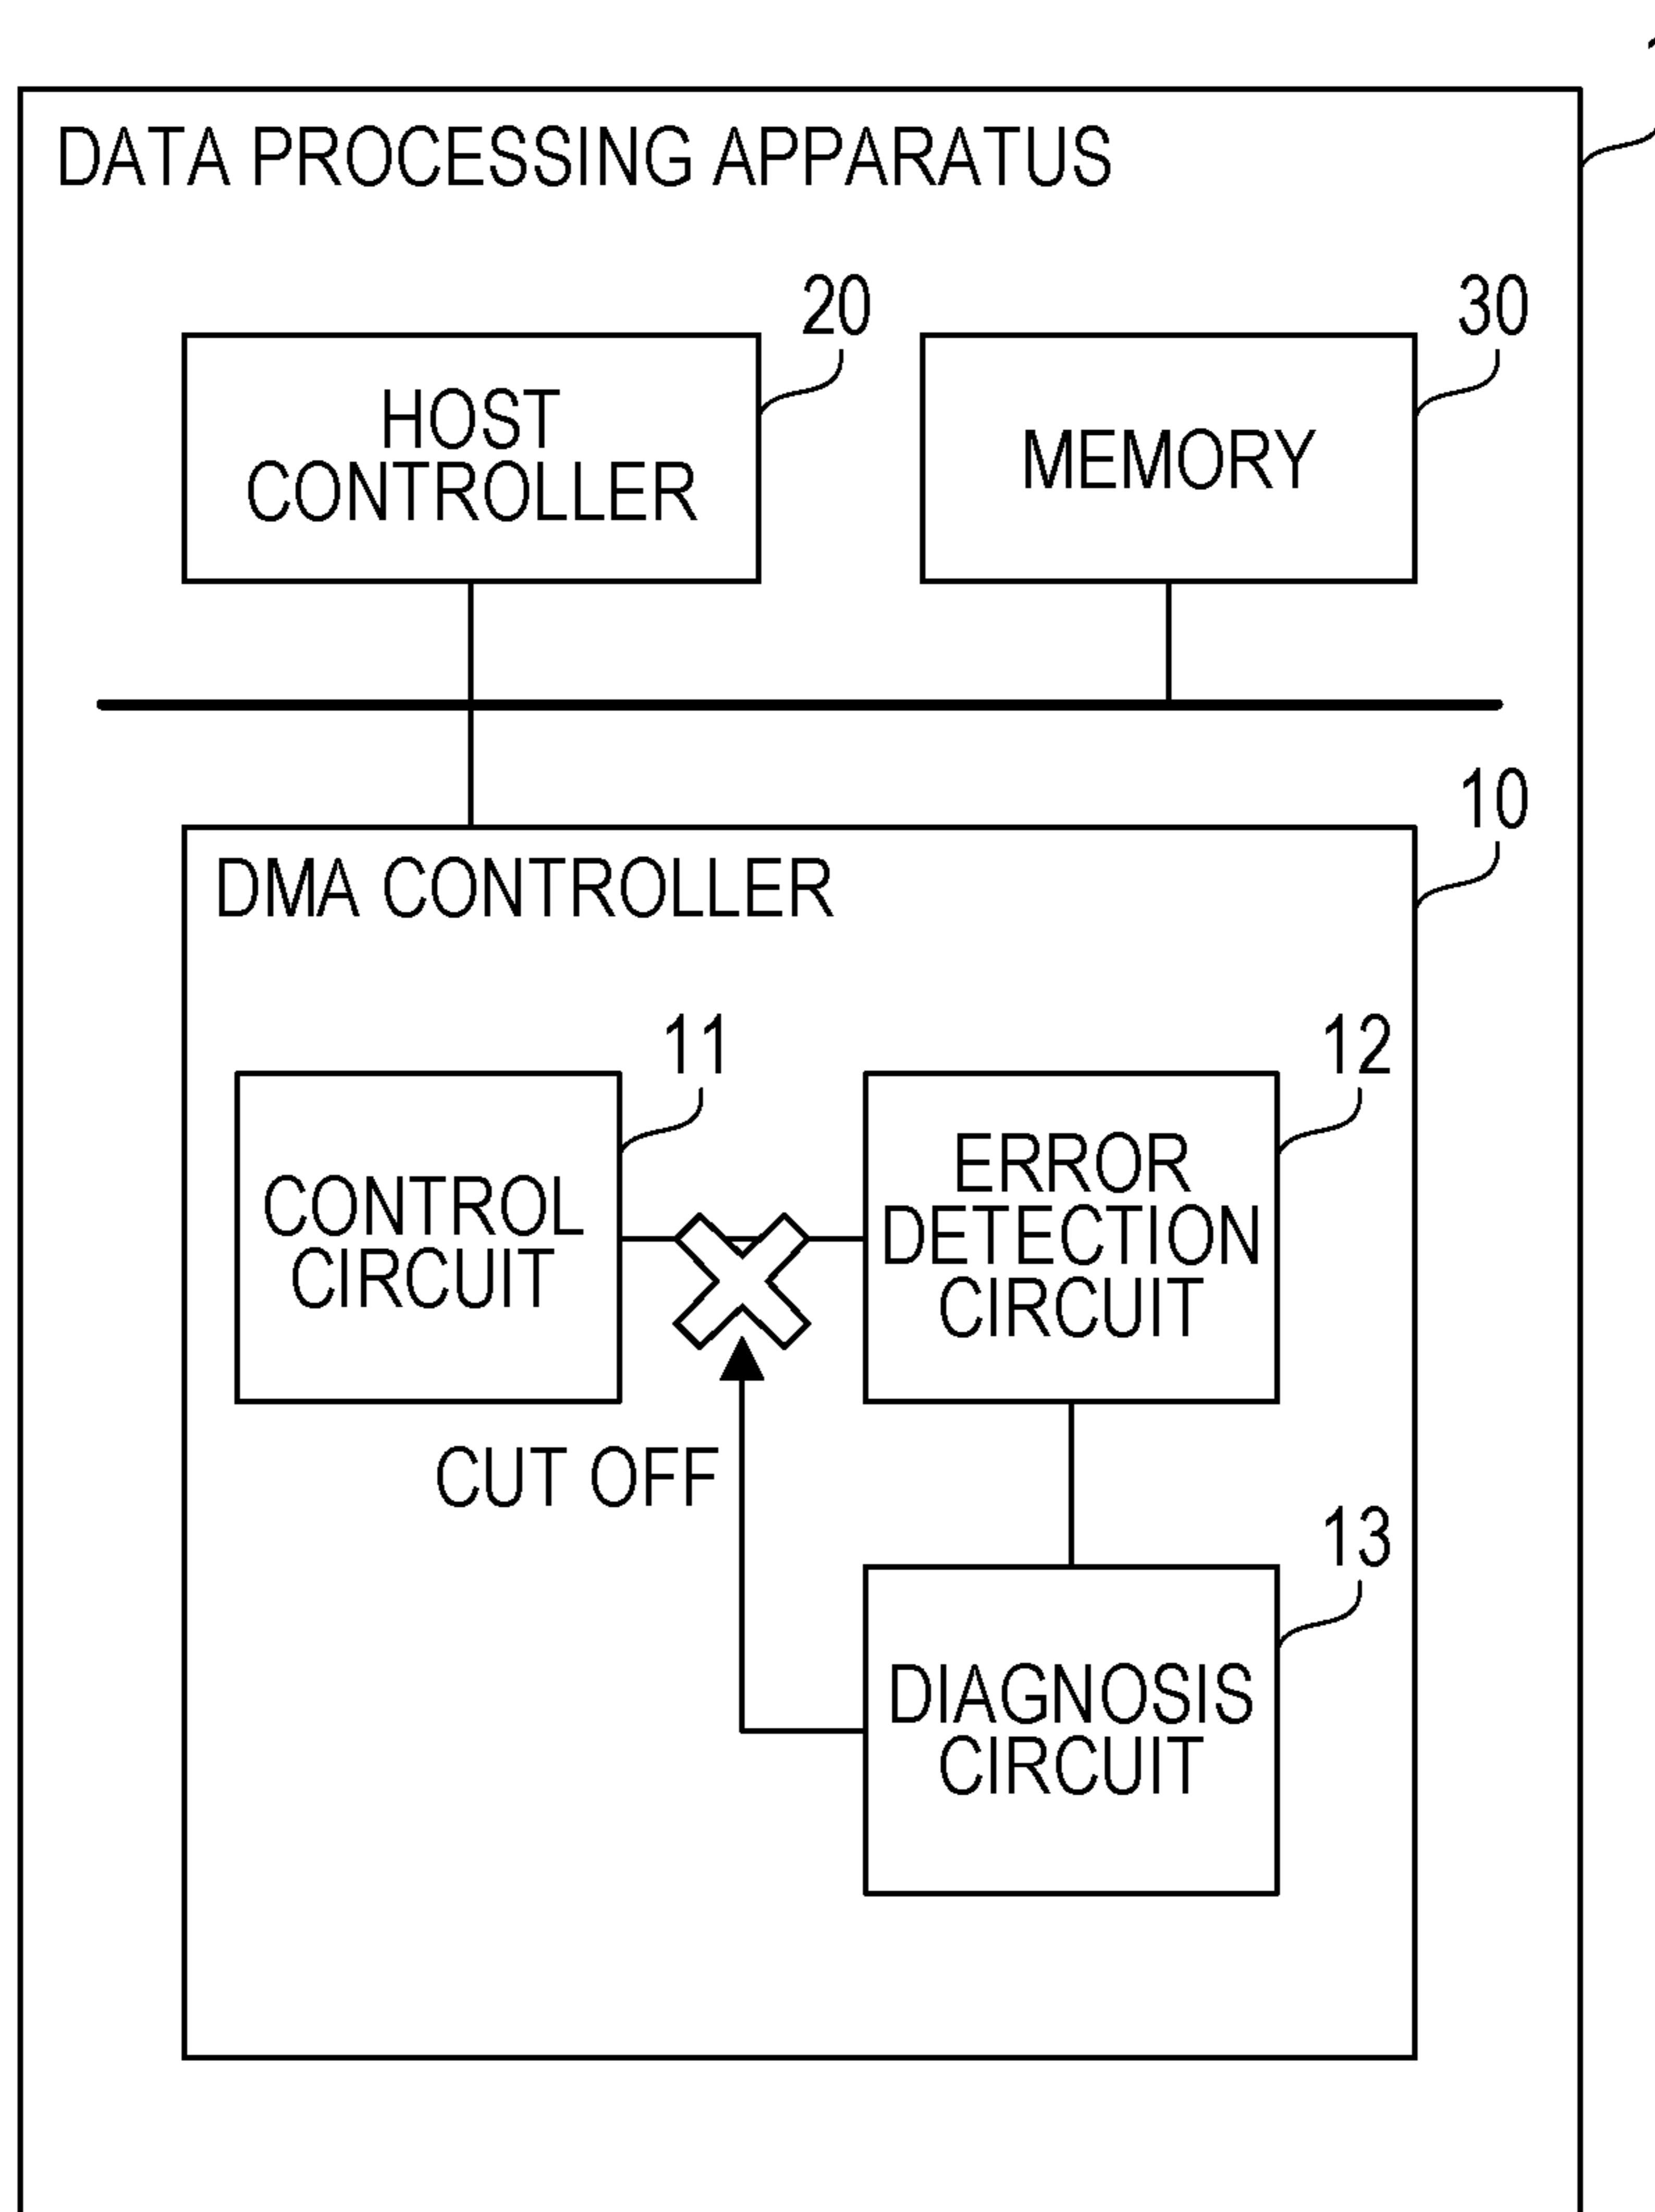 DATA PROCESSING APPARATUS
20
30
HOST
CONTROLLER
MEMORY
10
DMA CONTROLLER
11
12
CONTROL
CIRCUIT
ERROR
DETECTION
CIRCUIT
CUT OFF
13
DIAGNOSIS
CIRCUIT